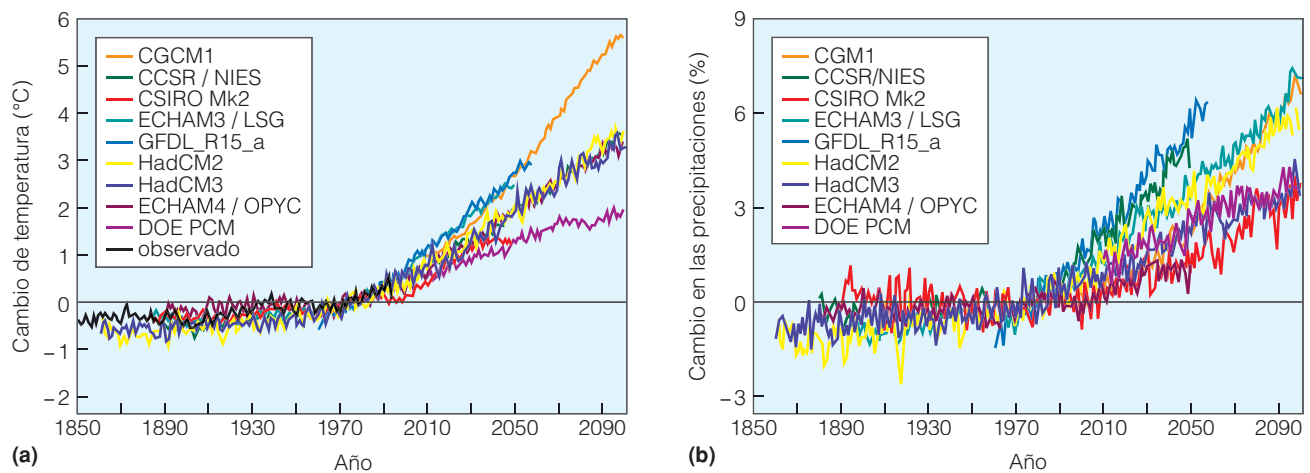 Cambio de temperatura (°C)
6
5
4
3
2
1
0
−1
−2
CGCM1
CCSR / NIES
CSIRO Mk2
ECHAM3 / LSG
GFDL_R15_a
HadCM2
HadCM3
ECHAM4 / OPYC
DOE PCM
observado
1850 1890 1930 1970 2010 2050 2090
(a)
Año
Cambio en las precipitaciones (%)
9
6
3
0
−3
CGM1
CCSR/NIES
CSIRO Mk2
ECHAM3 / LSG
GFDL_R15_a
HadCM2
HadCM3
ECHAM4 / OPYC
DOE PCM
1850 1890 1930 1970 2010 2050 2090
(b)
Año